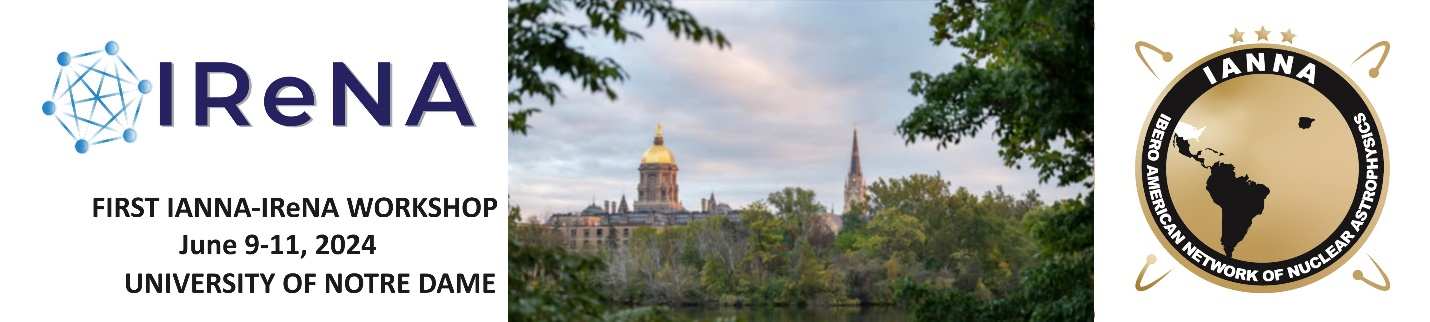 IReNA
FIRST IANNA-IReNA WORKSHOP
June 9-11, 2024
UNIVERSITY OF NOTRE DAME
IANNA
IBERO AMERICAN NETWORK OF NUCLEAR ASTROPHYSICS